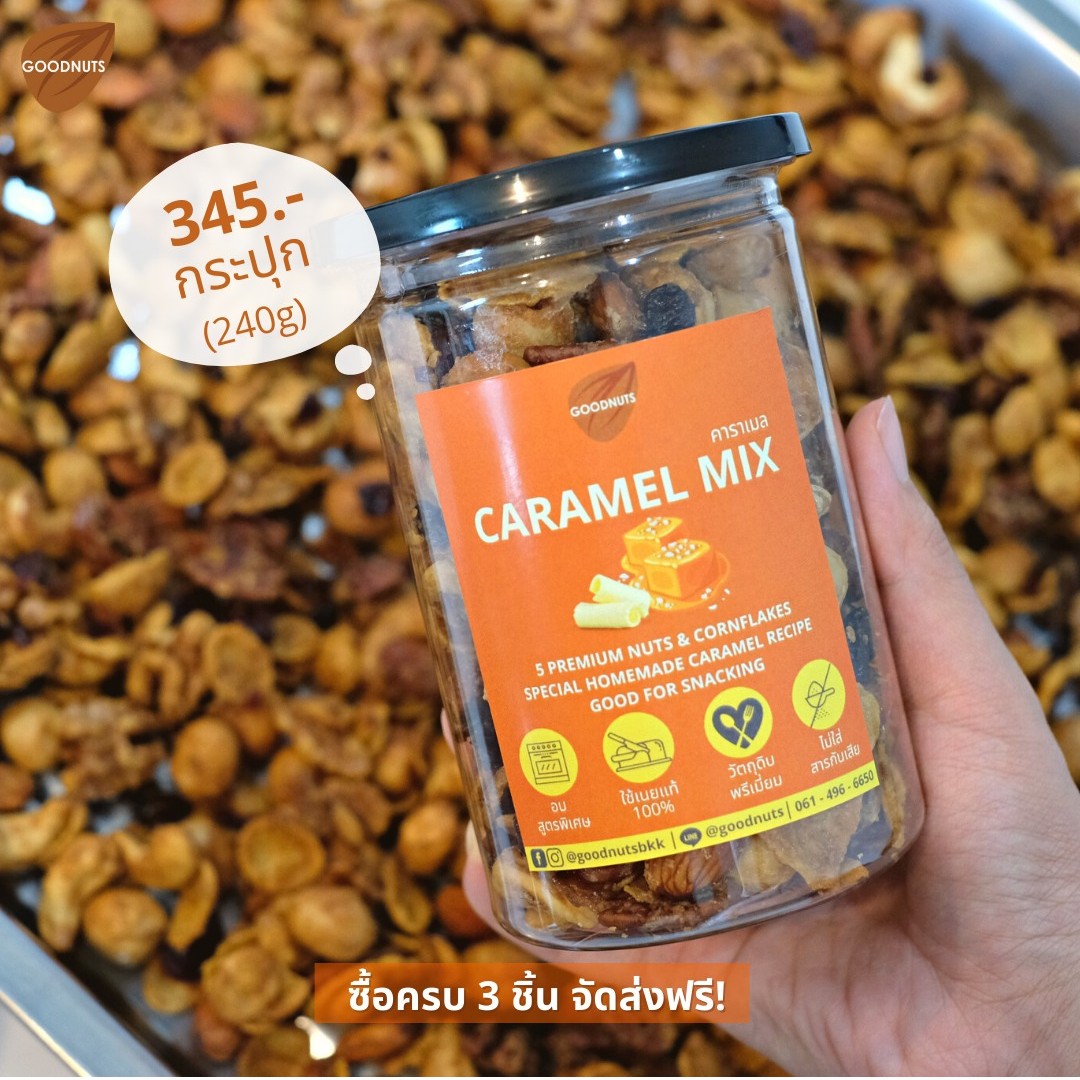 GOODNUTS
345.-
กระปุก
(240g)
GOODNUTS
คาราเมล
CARAMEL MIX
5 PREMIUM NUTS & CORNFLAKES
SPECIAL HOMEMADE CARAMEL RECIPE
GOOD FOR SNACKING
อบ
สูตรพิเศษ
ใช้เนยแท้
100%
วัตถุดิบ
พรีเมี่ยม
ไม่ใส่
สารกันเสีย
@goodnutsbkk | LINE @goodnuts | 061 - 496 - 6650
ซื้อครบ 3 ชิ้น จัดส่งฟรี!